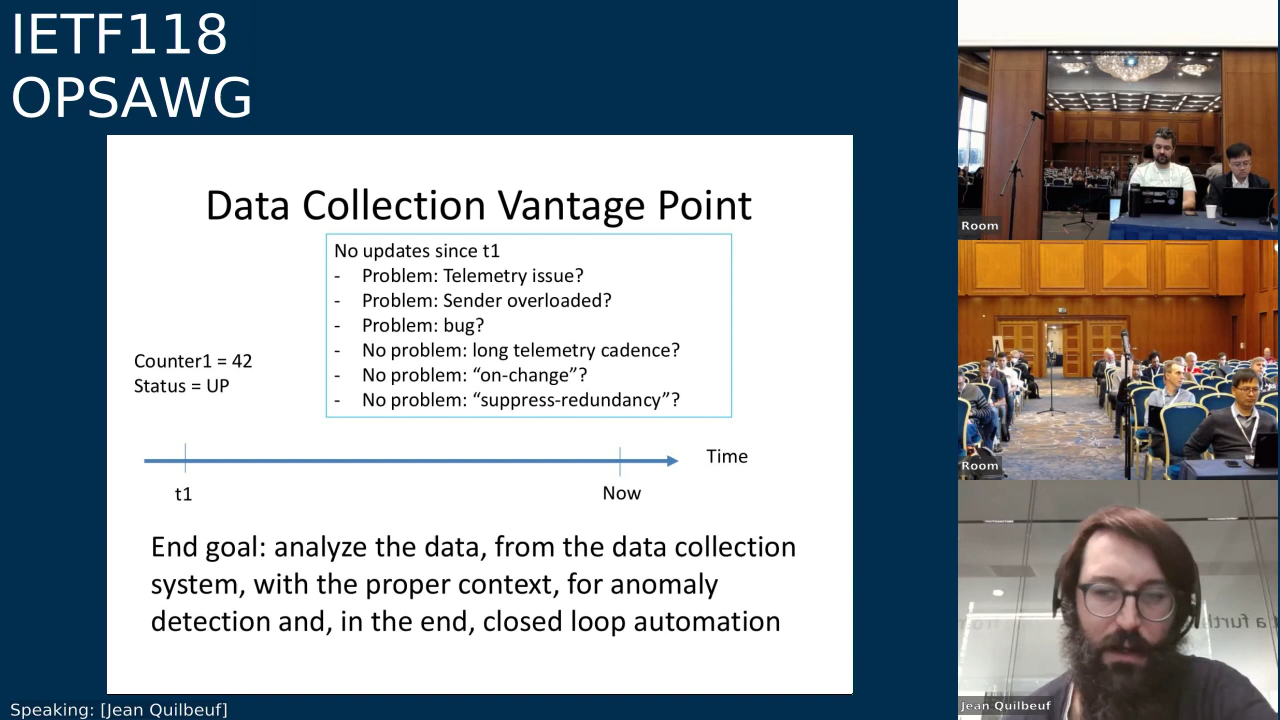 IETF118
OPSAWG
Data Collection Vantage Point
No updates since t1
- Problem: Telemetry issue?
- Problem: Sender overloaded?
- Problem: bug?
- No problem: long telemetry cadence?
- No problem: “on-change”?
- No problem: “suppress-redundancy”?
Counter1 = 42
Status = UP
Time
t1
Now
End goal: analyze the data, from the data collection
system, with the proper context, for anomaly
detection and, in the end, closed loop automation
Speaking: [Jean Quilbeuf]
Room
Room
Jean Quilbeuf